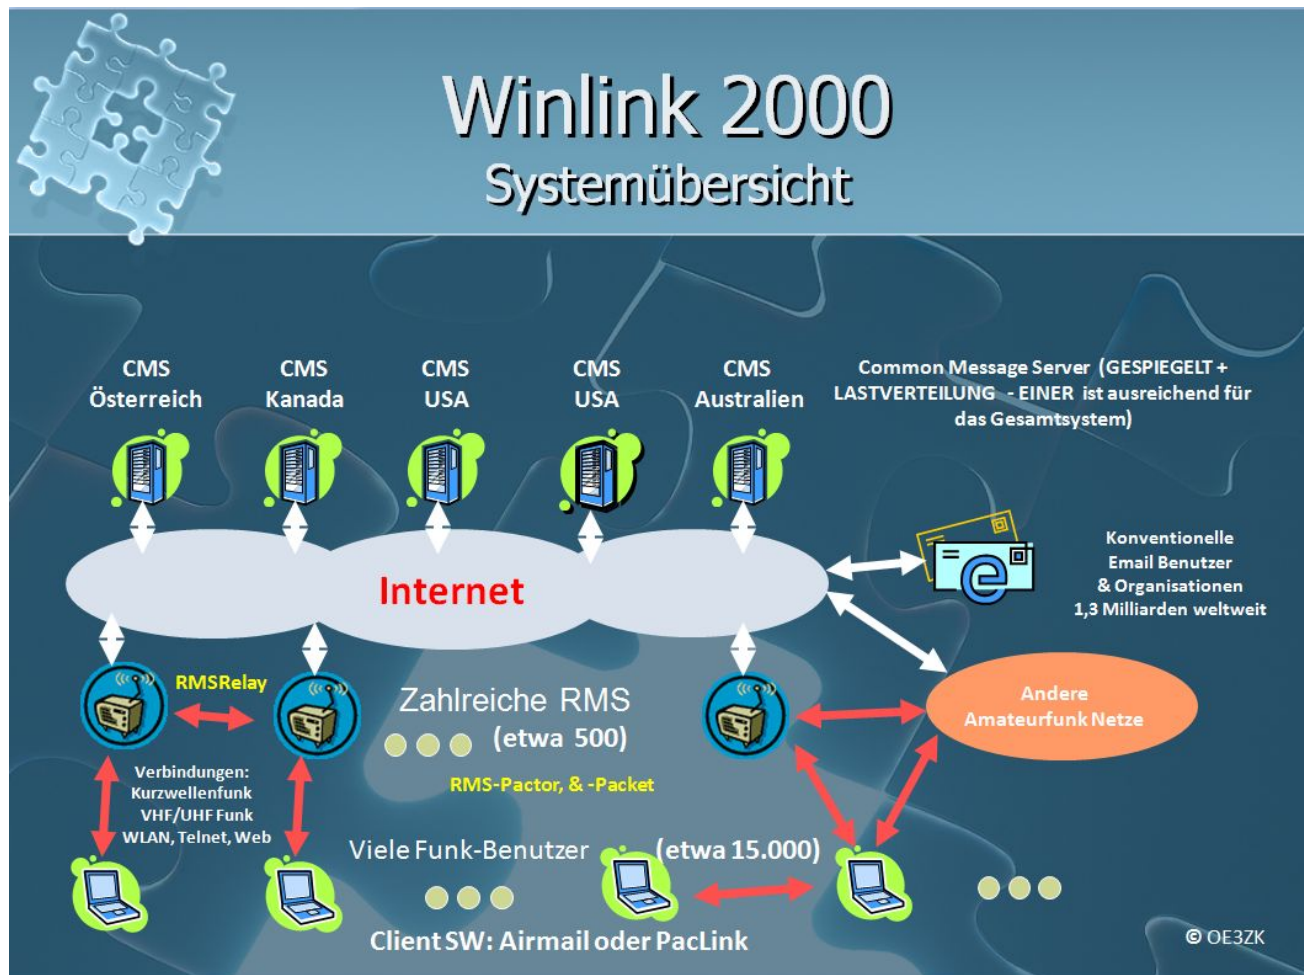 Winlink 2000
Systemübersicht
CMS
Österreich
CMS
Kanada
CMS
USA
CMS
USA
CMS
Australien
Common Message Server (GESPIEGELT +
LASTVERTEILUNG - EINER ist ausreichend für
das Gesamtsystem)
Internet
Konventionelle
Email Benutzer
& Organisationen
1,3 Milliarden weltweit
RMSRelay
Zahlreiche RMS
(etwa 500)
RMS-Pactor, & -Packet
Andere
Amateurfunk Netze
Verbindungen:
Kurzwellenfunk
VHF/UHF Funk
WLAN, Telnet, Web
Viele Funk-Benutzer (etwa 15.000)
Client SW: Airmail oder PacLink
© OE3ZK